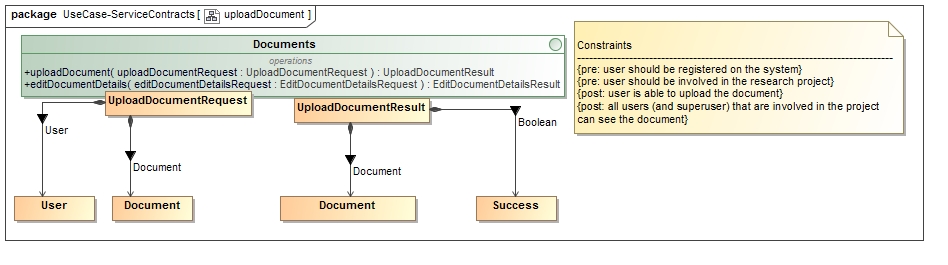 package UseCase-ServiceContracts [ uploadDocument ]
Documents
operations
+uploadDocument( uploadDocumentRequest : UploadDocumentRequest ) : UploadDocumentResult
+editDocumentDetails( editDocumentDetailsRequest : EditDocumentDetailsRequest ) : EditDocumentDetailsResult
Constraints
--------------------------------------------------------------------------------
{pre: user should be registered on the system}
{pre: user should be involved in the research project}
{post: user is able to upload the document}
{post: all users (and superuser) that are involved in the project
can see the document}
UploadDocumentRequest
UploadDocumentResult
User
Boolean
Document
Document
User
Document
Document
Success